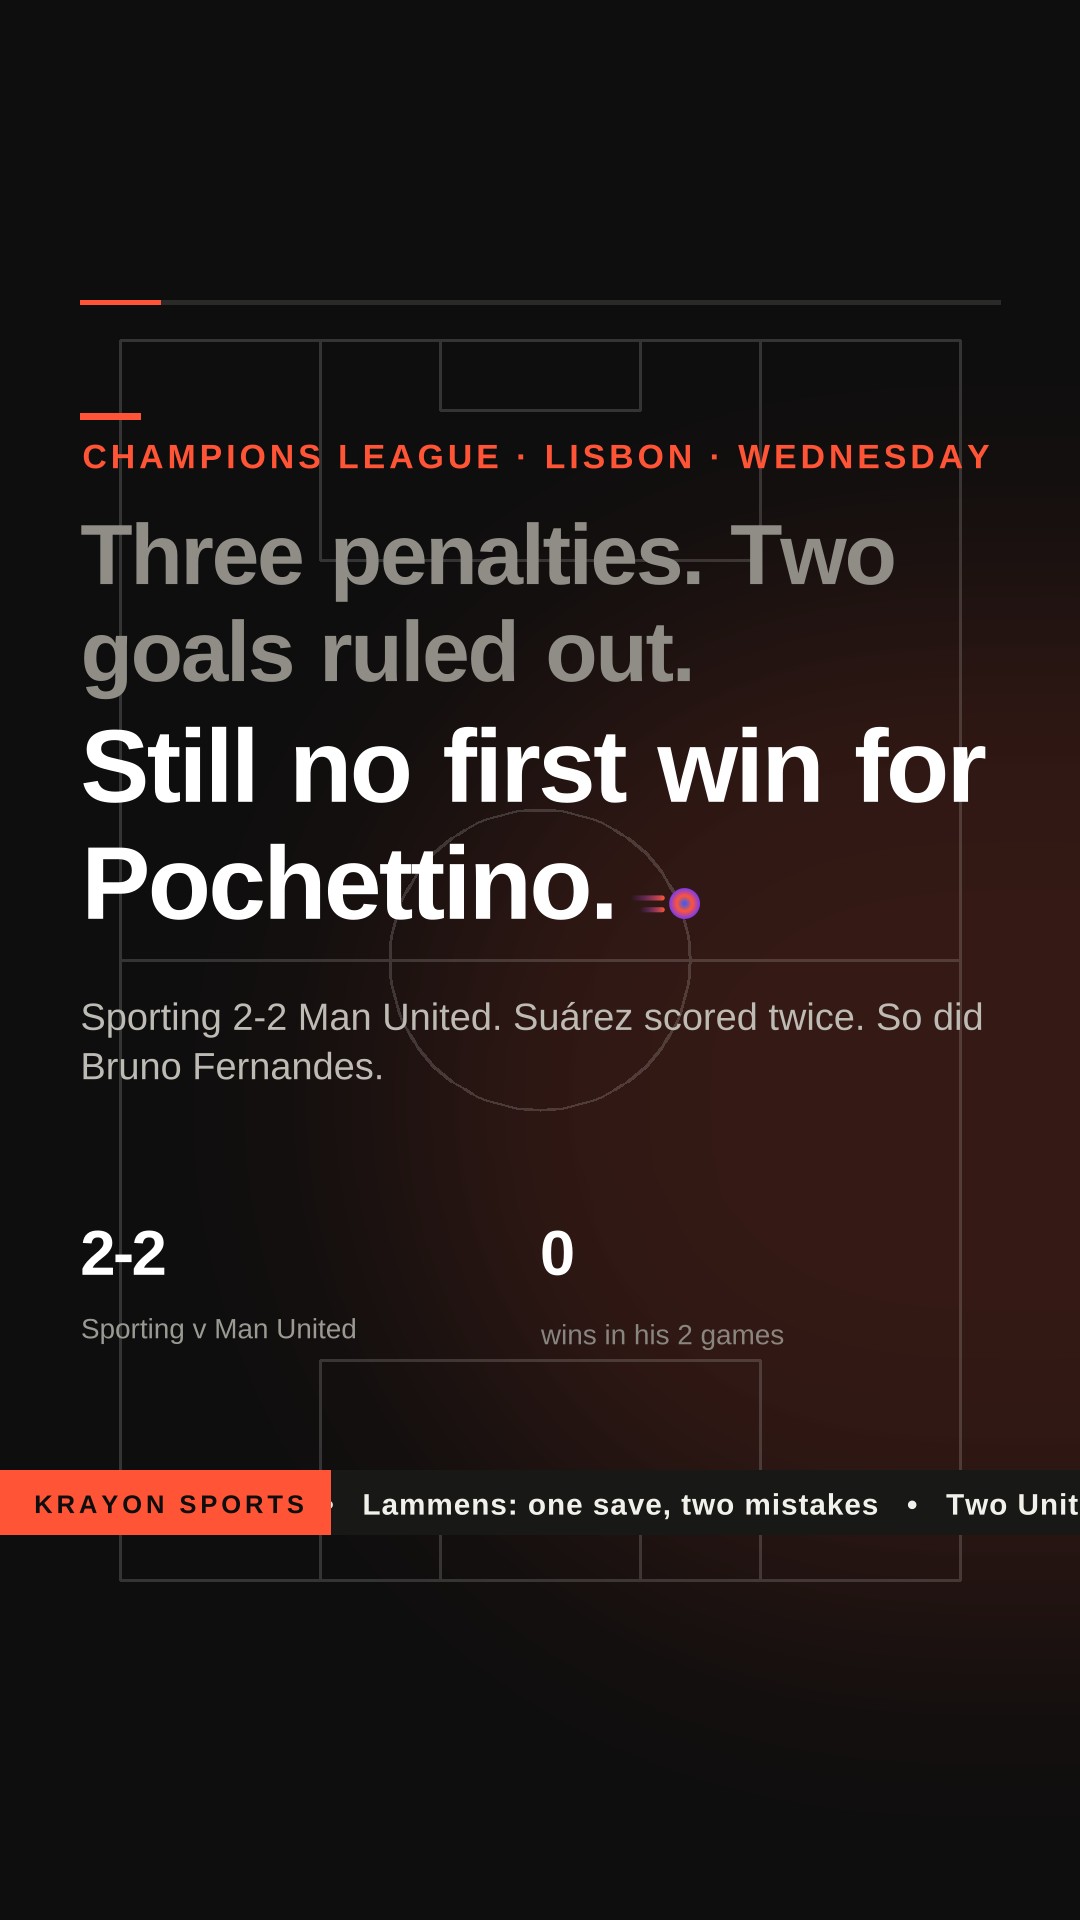 CHAMPIONS LEAGUE · LISBON · WEDNESDAY
Three penalties. Two
goals ruled out.
Still no first win for
Pochettino.
Sporting 2-2 Man United. Suárez scored twice. So did
Bruno Fernandes.
2-2
0
Sporting v Man United
wins in his 2 games
KRAYON SPORTS • Lammens: one save, two mistakes • Two Unit